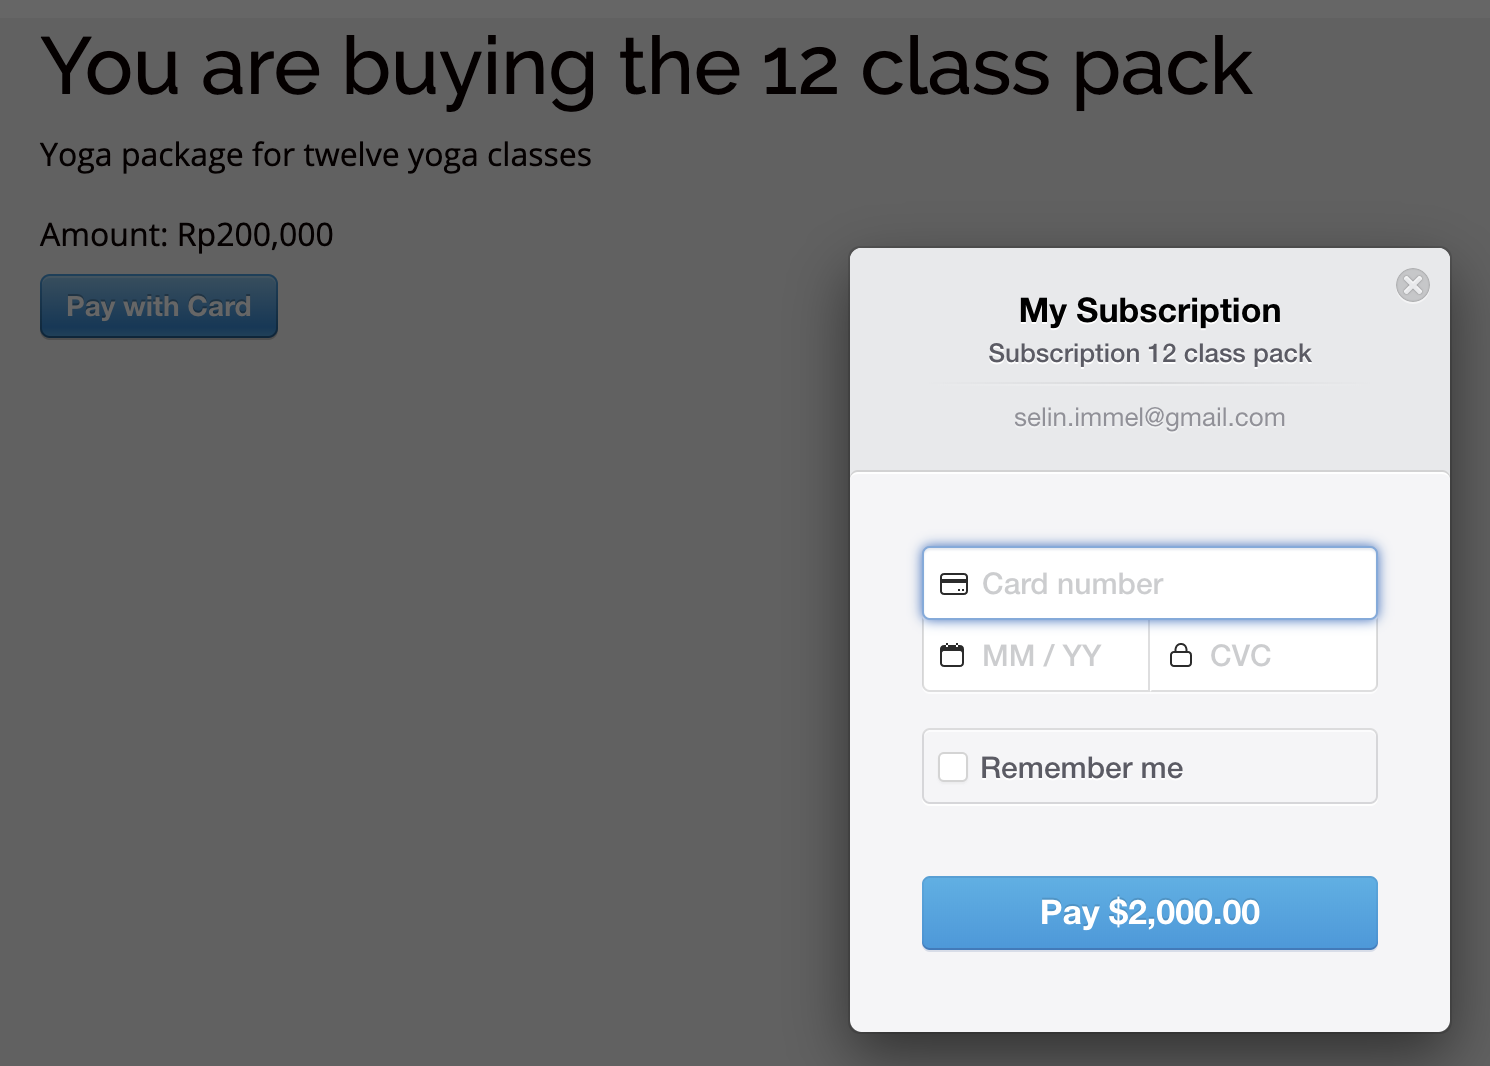 You are buying the 12 class pack
Yoga package for twelve yoga classes
Amount: Rp200,000
Pay with Card
My Subscription
Subscription 12 class pack
selin.immel@gmail.com
Card number
MM / YY
CVC
Remember me
Pay $2,000.00